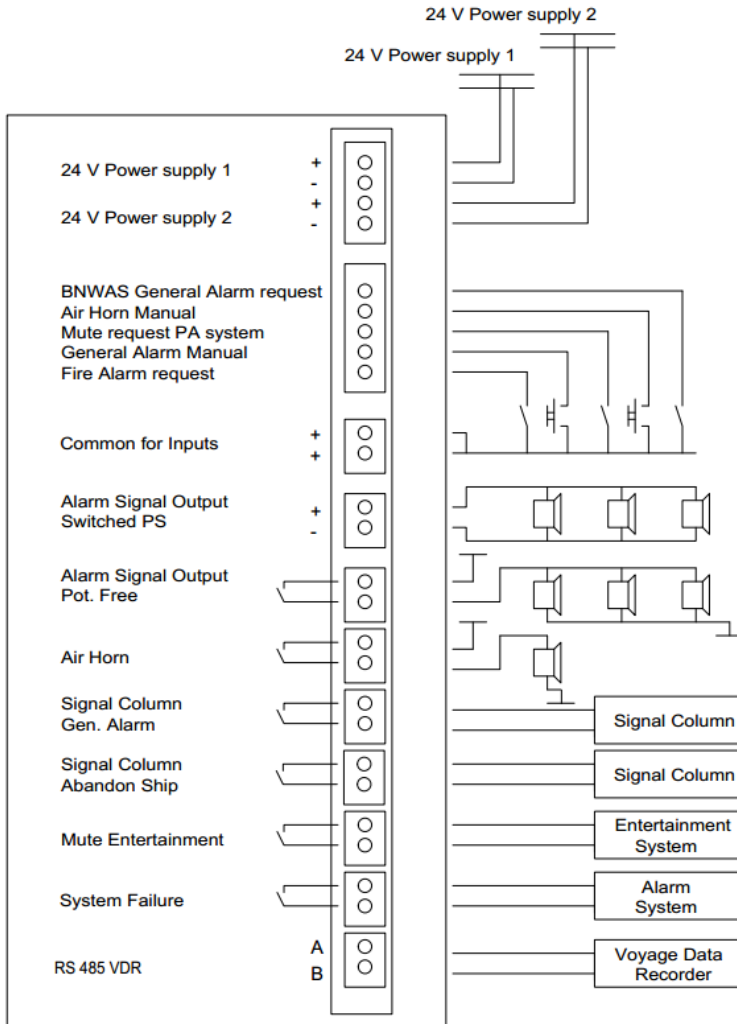 24 V Power supply 2
24 V Power supply 1
24 V Power supply 1
+
-
24 V Power supply 2
+
-
BNWAS General Alarm request
Air Horn Manual
Mute request PA system
General Alarm Manual
Fire Alarm request
Common for Inputs
+
+
Alarm Signal Output
Switched PS
+
-
Alarm Signal Output
Pot. Free
Air Horn
Signal Column
Gen. Alarm
Signal Column
Signal Column
Abandon Ship
Signal Column
Mute Entertainment
Entertainment
System
System Failure
Alarm
System
RS 485 VDR
A
B
Voyage Data
Recorder